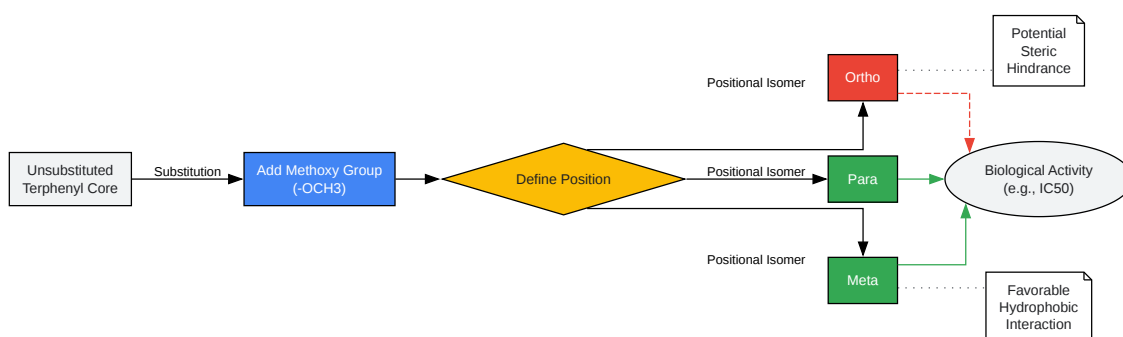 Unsubstituted
Terphenyl Core
Substitution
Add Methoxy Group
(-OCH3)
Define Position
Positional Isomer
Ortho
Potential
Steric
Hindrance
Positional Isomer
Para
Biological Activity
(e.g., IC50)
Positional Isomer
Meta
Favorable
Hydrophobic
Interaction